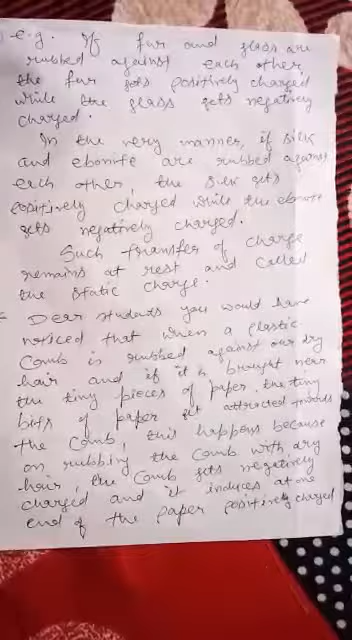 e.g. If fur and glass are
rubbed against each other,
the fur gets positively charged
while the glass gets negatively
charged.
In the very manner, if silk
and ebonite are rubbed against
each other, the silk gets
positively charged while the ebonite
gets negatively charged.
Such transfer of charge
remains at rest and called
the static charge.
Dear students you would have
noticed that when a plastic
comb is rubbed against our dry
hair and if it is brought near
the tiny pieces of paper. the tiny
bits of paper get attracted towards
the comb, this happens because
on rubbing the comb with dry
hair, the comb gets negatively
charged and it induces at one
end of the paper positively charged